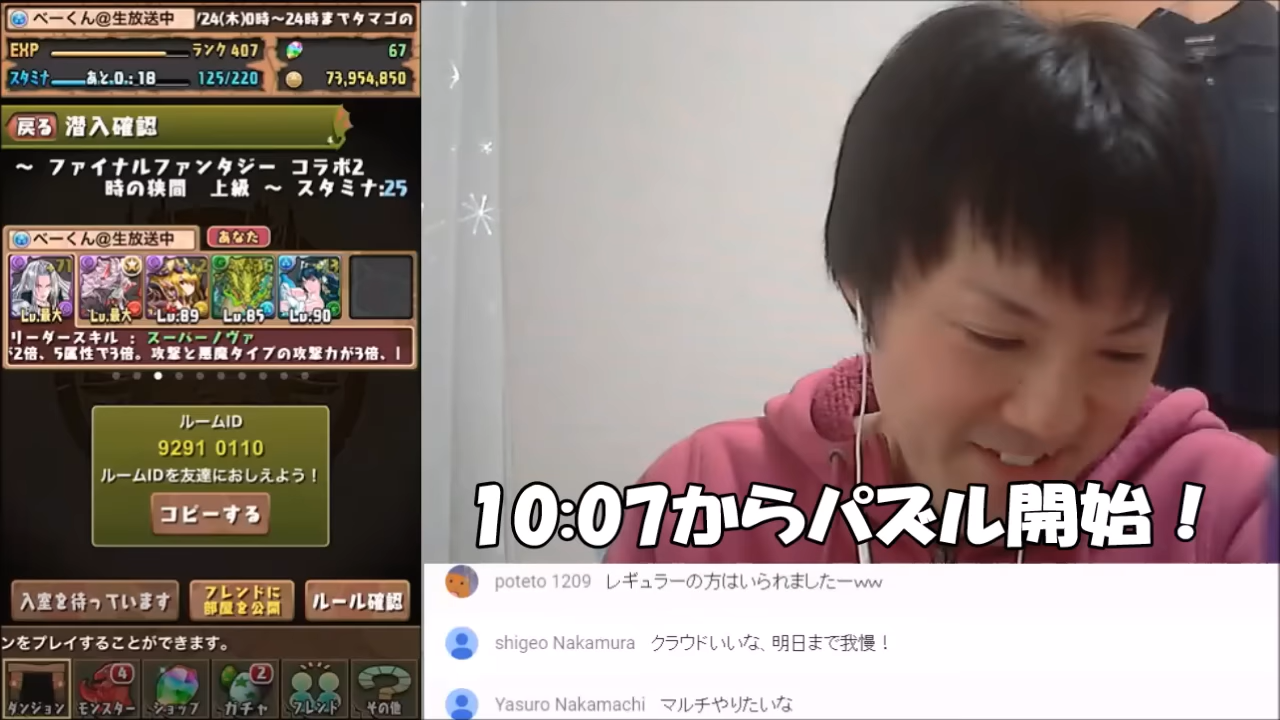 べーくん@生放送中
/24(木)0時〜24時までタマゴの
EXP ランク407 67
スタミナ あと0:18 125/220 73,954,850
戻る 潜入確認
〜 ファイナルファンタジー コラボ2
時の狭間 上級 〜 スタミナ:25
べーくん@生放送中 あなた
Lv.最大 Lv.最大 Lv.89 Lv.85 Lv.90
リーダースキル : スーパーノヴァ
2倍、5属性で3倍。攻撃と悪魔タイプの攻撃力が3倍、
ルームID
9291 0110
ルームIDを友達におしえよう！
コピーする
入室を待っています フレンドに部屋を公開 ルール確認
ンをプレイすることができます。
4 2
ダンジョン モンスター ショップ ガチャ フレンド その他
10:07からパズル開始！
poteto 1209 レギュラーの方はいられましたーww
shigeo Nakamura クラウドいいな、明日まで我慢！
Yasuro Nakamachi マルチやりたいな